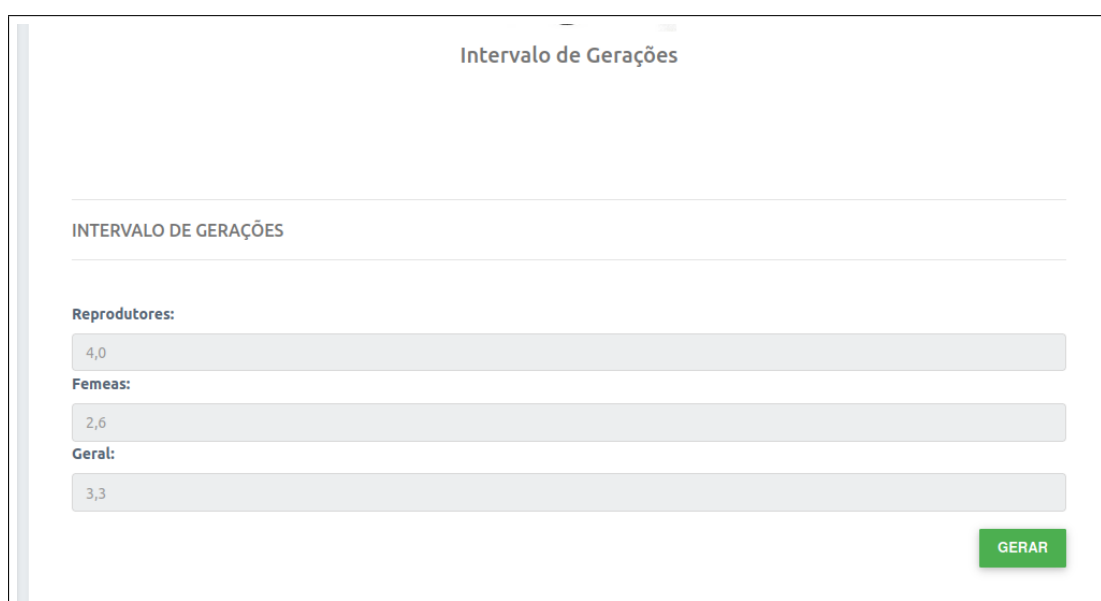 Intervalo de Gerações
INTERVALO DE GERAÇÕES
Reprodutores:
4,0
Femeas:
2,6
Geral:
3,3
GERAR